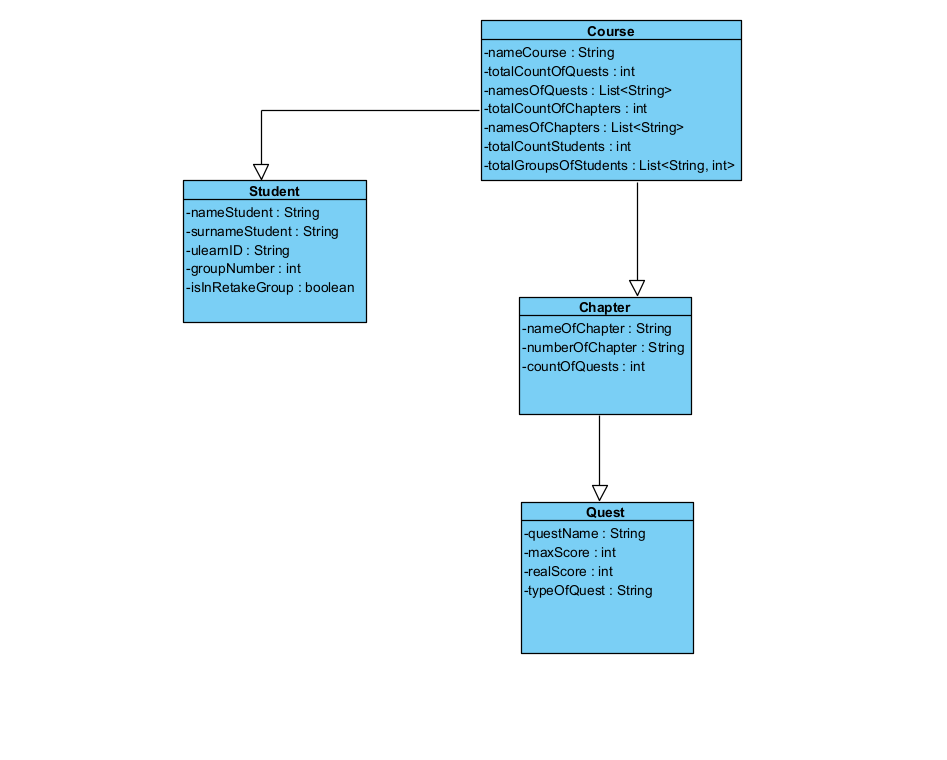 Course
-nameCourse : String
-totalCountOfQuests : int
-namesOfQuests : List<String>
-totalCountOfChapters : int
-namesOfChapters : List<String>
-totalCountStudents : int
-totalGroupsOfStudents : List<String, int>
Student
-nameStudent : String
-surnameStudent : String
-ulearnID : String
-groupNumber : int
-isInRetakeGroup : boolean
Chapter
-nameOfChapter : String
-numberOfChapter : String
-countOfQuests : int
Quest
-questName : String
-maxScore : int
-realScore : int
-typeOfQuest : String